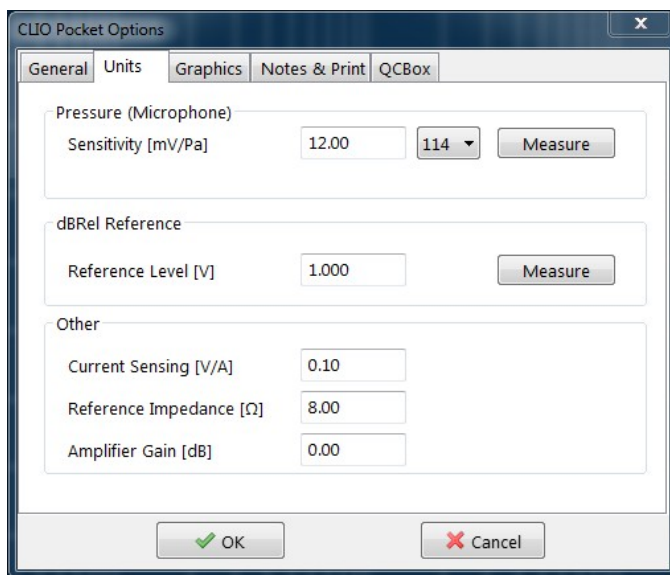 CLIO Pocket Options x
General Units Graphics Notes & Print QCBox
Pressure (Microphone)
Sensitivity [mV/Pa] 12.00 114 Measure
dBRel Reference
Reference Level [V] 1.000 Measure
Other
Current Sensing [V/A] 0.10
Reference Impedance [Ω] 8.00
Amplifier Gain [dB] 0.00
OK Cancel